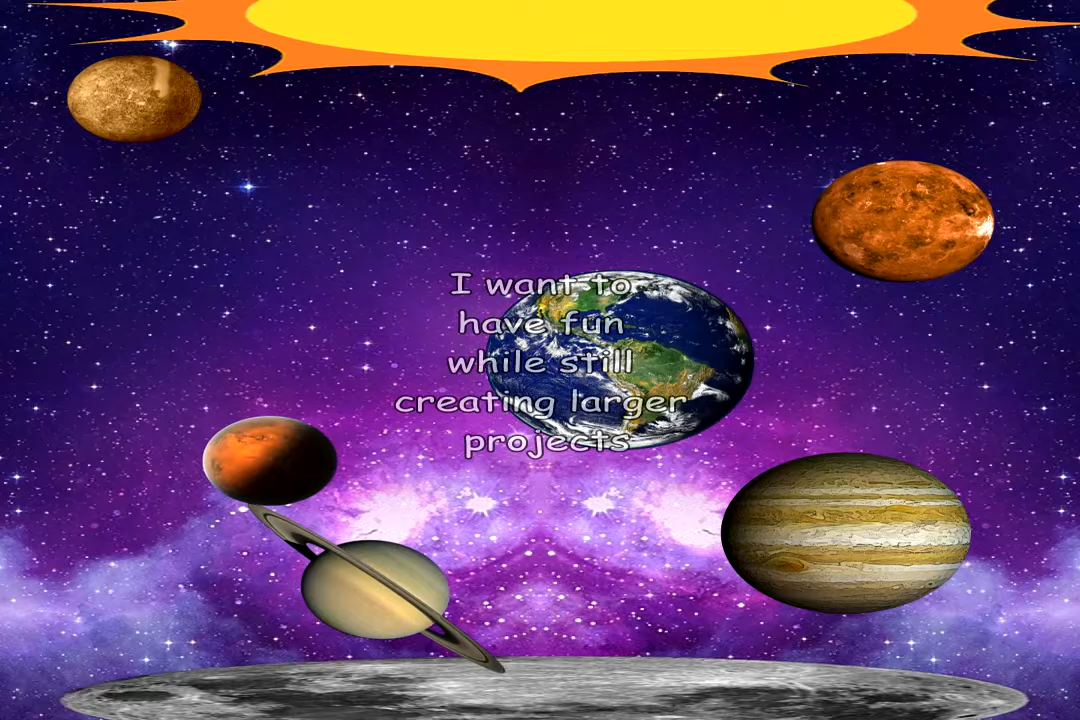 I want to
have fun
while still
creating larger
projects